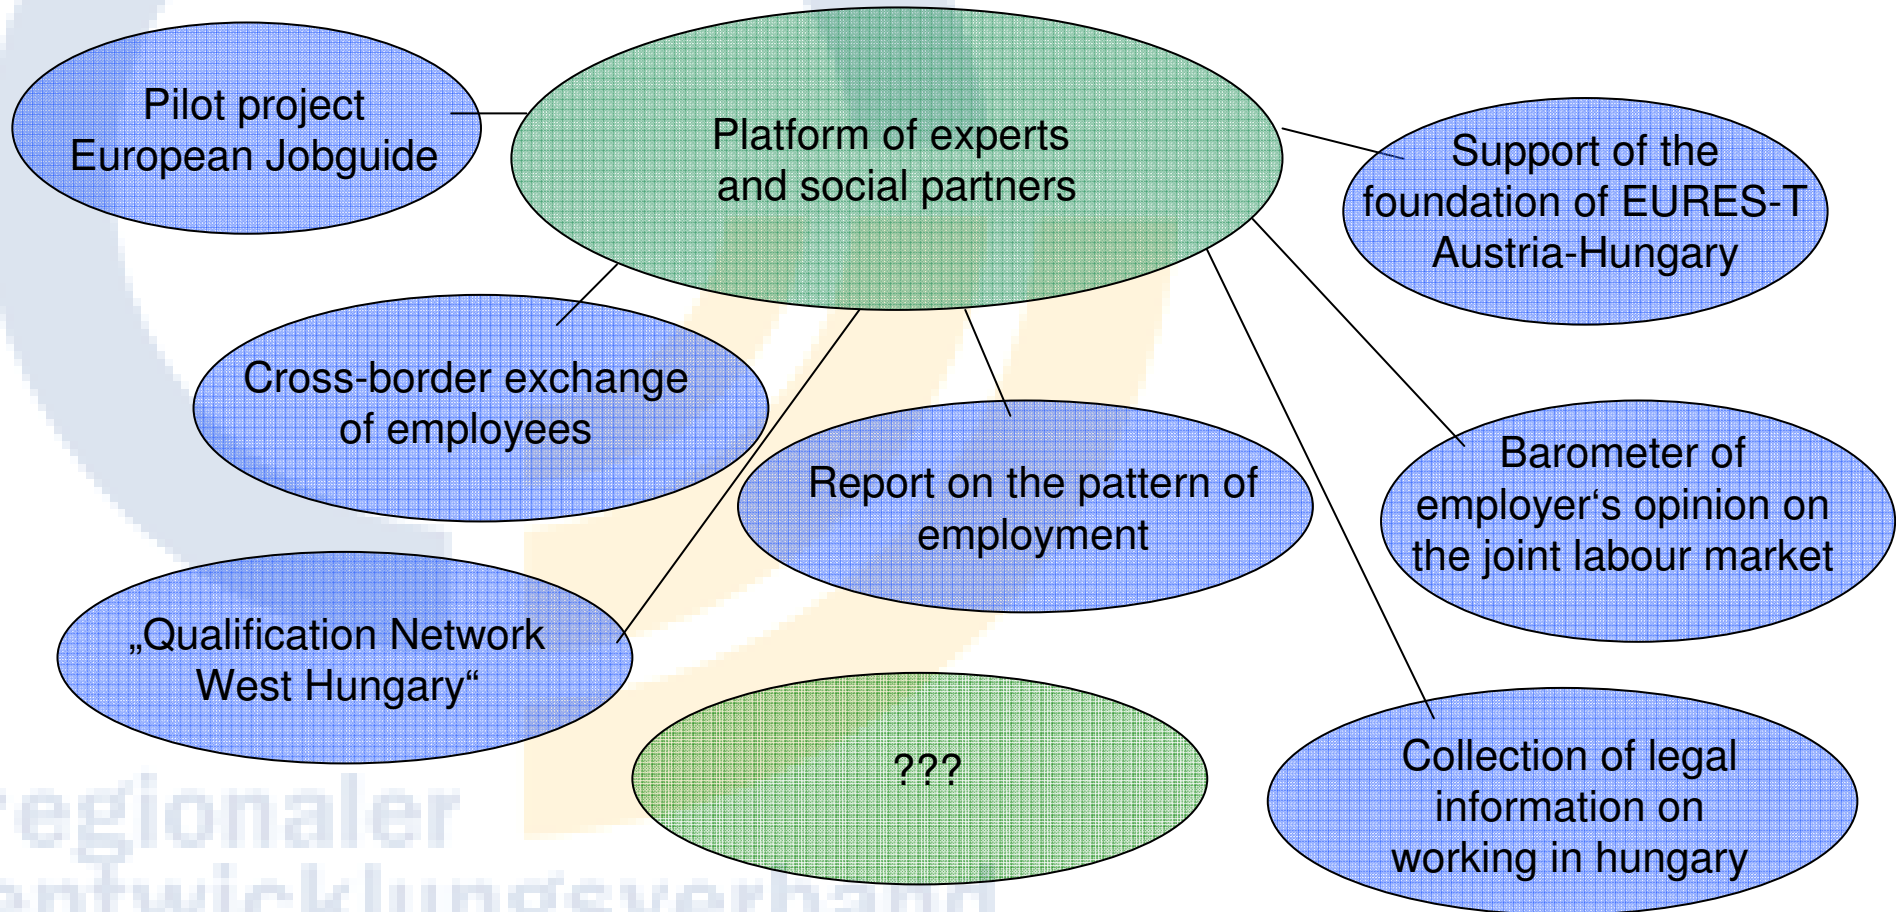 Pilot project
European Jobguide
Platform of experts
and social partners
Support of the
foundation of EURES-T
Austria-Hungary
Cross-border exchange
of employees
Report on the pattern of
employment
Barometer of
employer‘s opinion on
the joint labour market
„Qualification Network
West Hungary“
???
Collection of legal
information on
working in hungary
regionaler
entwicklungsverband